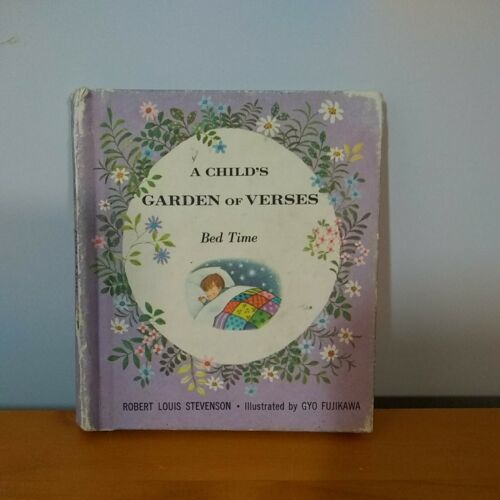 A CHILD'S
GARDEN OF VERSES
Bed Time
ROBERT LOUIS STEVENSON • Illustrated by GYO FUJIKAWA